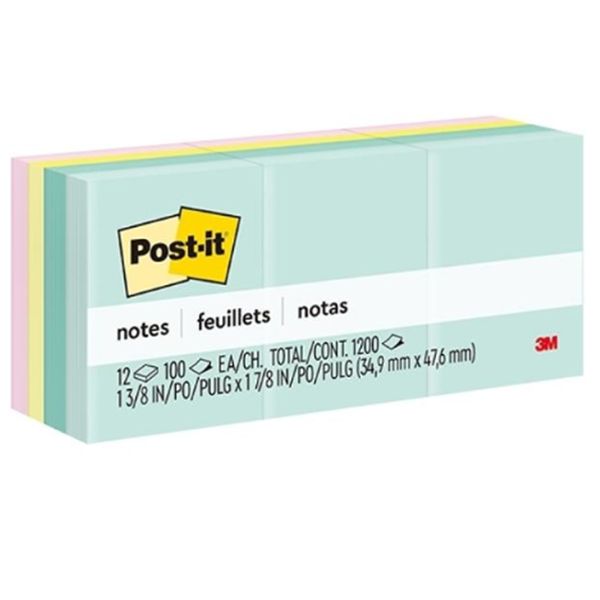 Post-it
notes | feuillets | notas
12 100 EA/CH. TOTAL/CONT. 1200
1 3/8 IN/PO/PULG x 1 7/8 IN/PO/PULG (34,9 mm x 47,6 mm)
3M